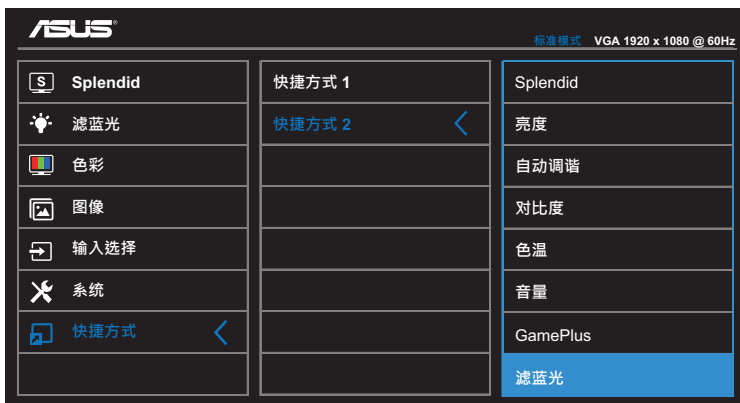 ASUS
标准模式 VGA 1920 x 1080 @ 60Hz
S Splendid
滤蓝光
色彩
图像
输入选择
系统
快捷方式
快捷方式 1
快捷方式 2
Splendid
亮度
自动调谐
对比度
色温
音量
GamePlus
滤蓝光